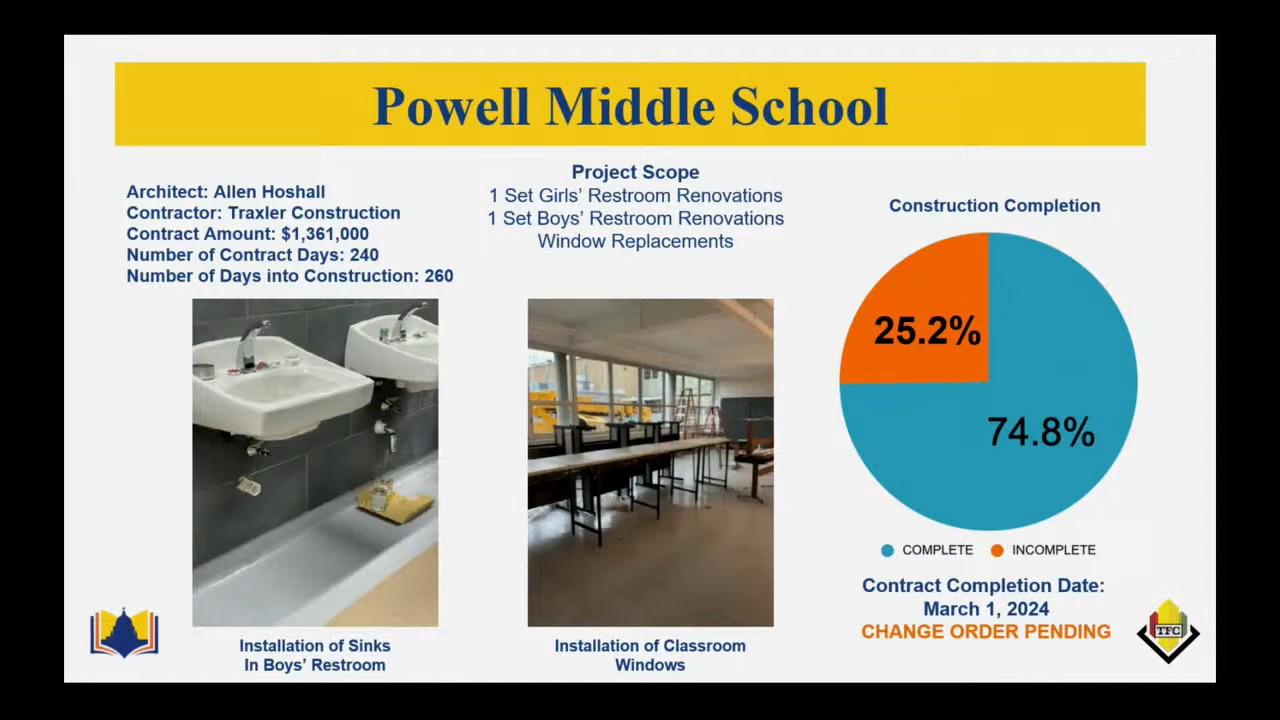 Powell Middle School
Architect: Allen Hoshall
Contractor: Traxler Construction
Contract Amount: $1,361,000
Number of Contract Days: 240
Number of Days into Construction: 260
Project Scope
1 Set Girls’ Restroom Renovations
1 Set Boys’ Restroom Renovations
Window Replacements
Construction Completion
25.2%
74.8%
COMPLETE
INCOMPLETE
Contract Completion Date:
March 1, 2024
CHANGE ORDER PENDING
Installation of Sinks
In Boys’ Restroom
Installation of Classroom
Windows
TFC